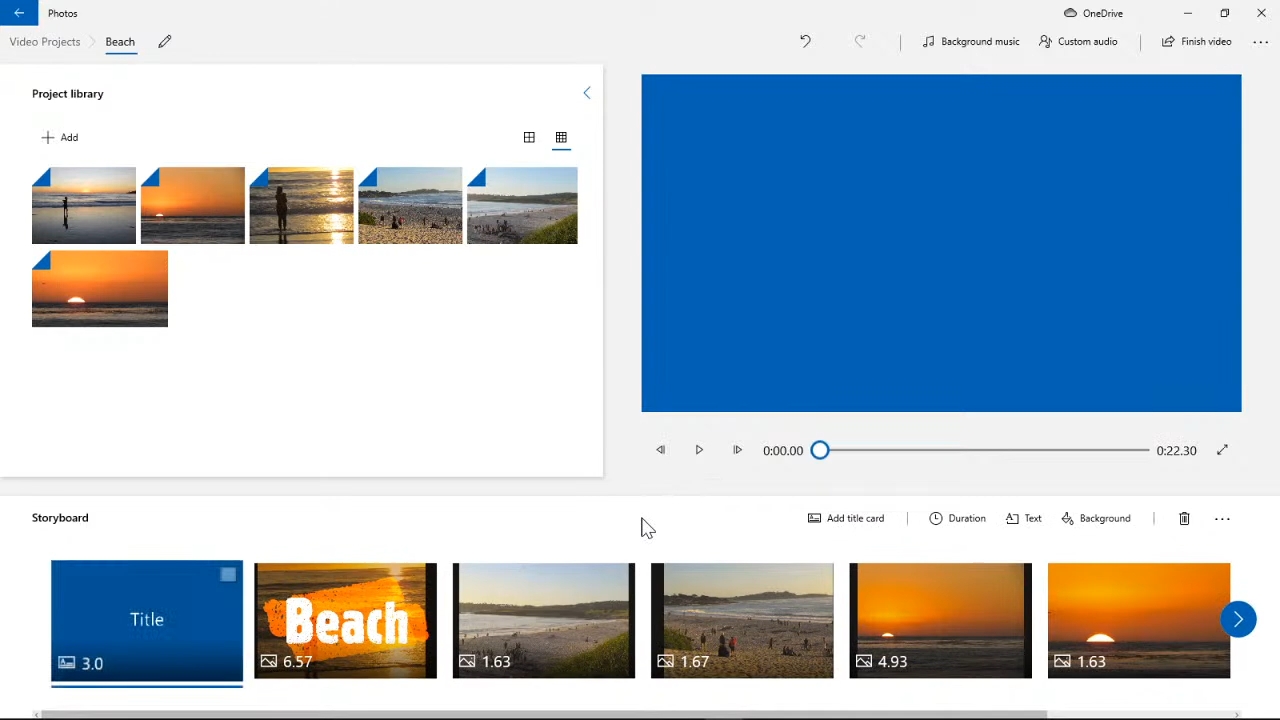 Photos
OneDrive
Video Projects
Beach
Background music
Custom audio
Finish video
Project library
Add
0:00.00
0:22.30
Storyboard
Add title card
Duration
Text
Background
Title
3.0
Beach
6.57
1.63
1.67
4.93
1.63